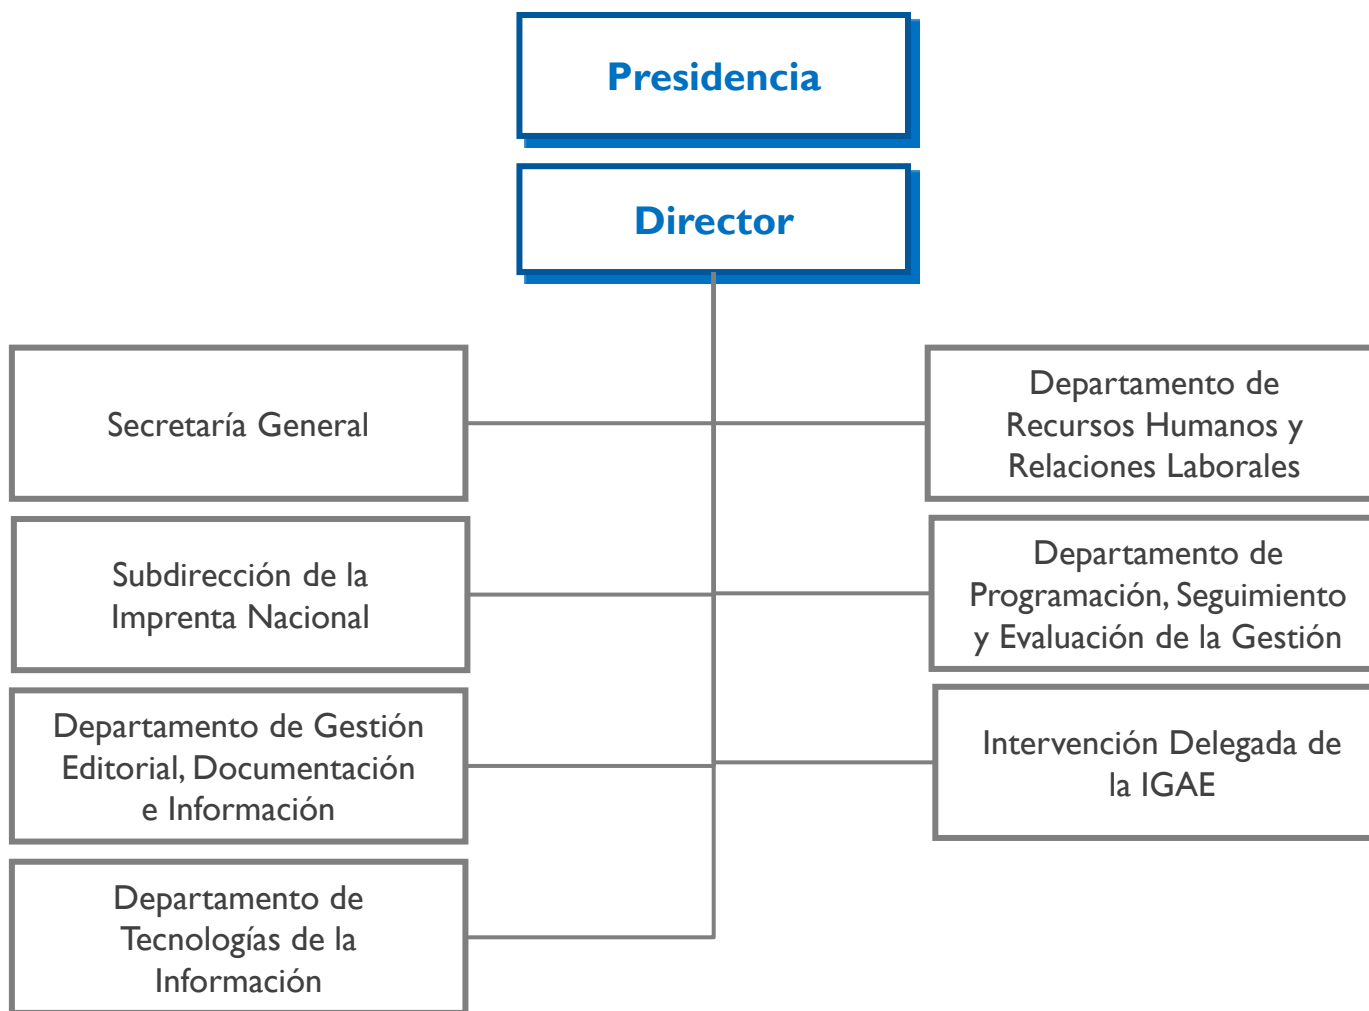 Presidencia
Director
Secretaría General
Departamento de
Recursos Humanos y
Relaciones Laborales
Subdirección de la
Imprenta Nacional
Departamento de
Programación, Seguimiento
y Evaluación de la Gestión
Departamento de Gestión
Editorial, Documentación
e Información
Intervención Delegada de
la IGAE
Departamento de
Tecnologías de la
Información